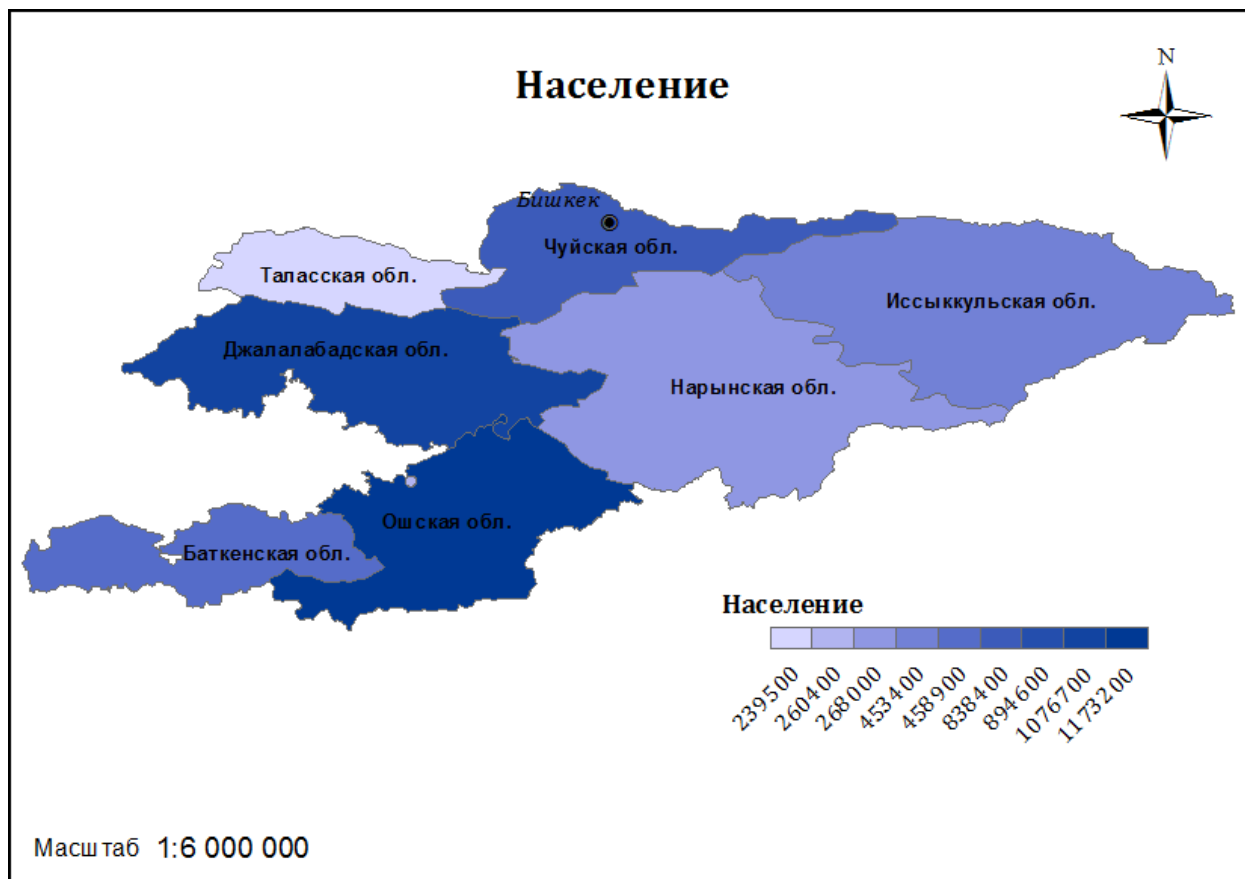 Население
N
Бишкек
Чуйская обл.
Таласская обл.
Иссыккульская обл.
Джалалабадская обл.
Нарынская обл.
Ошская обл.
Баткенская обл.
Население
239500
260400
268000
453400
458900
838400
894600
1076700
1173200
Масштаб 1:6 000 000